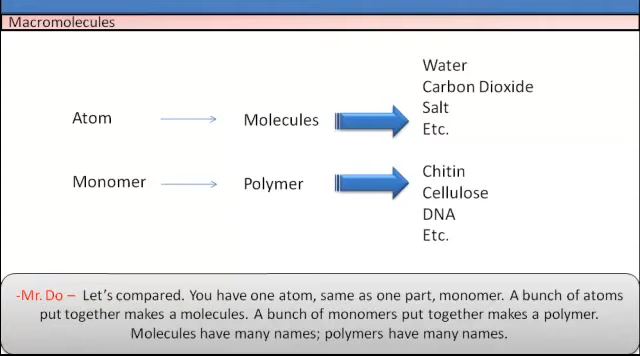 Macromolecules
Atom
Molecules
Water
Carbon Dioxide
Salt
Etc.
Monomer
Polymer
Chitin
Cellulose
DNA
Etc.
-Mr. Do – Let's compared. You have one atom, same as one part, monomer. A bunch of atoms
put together makes a molecules. A bunch of monomers put together makes a polymer.
Molecules have many names; polymers have many names.